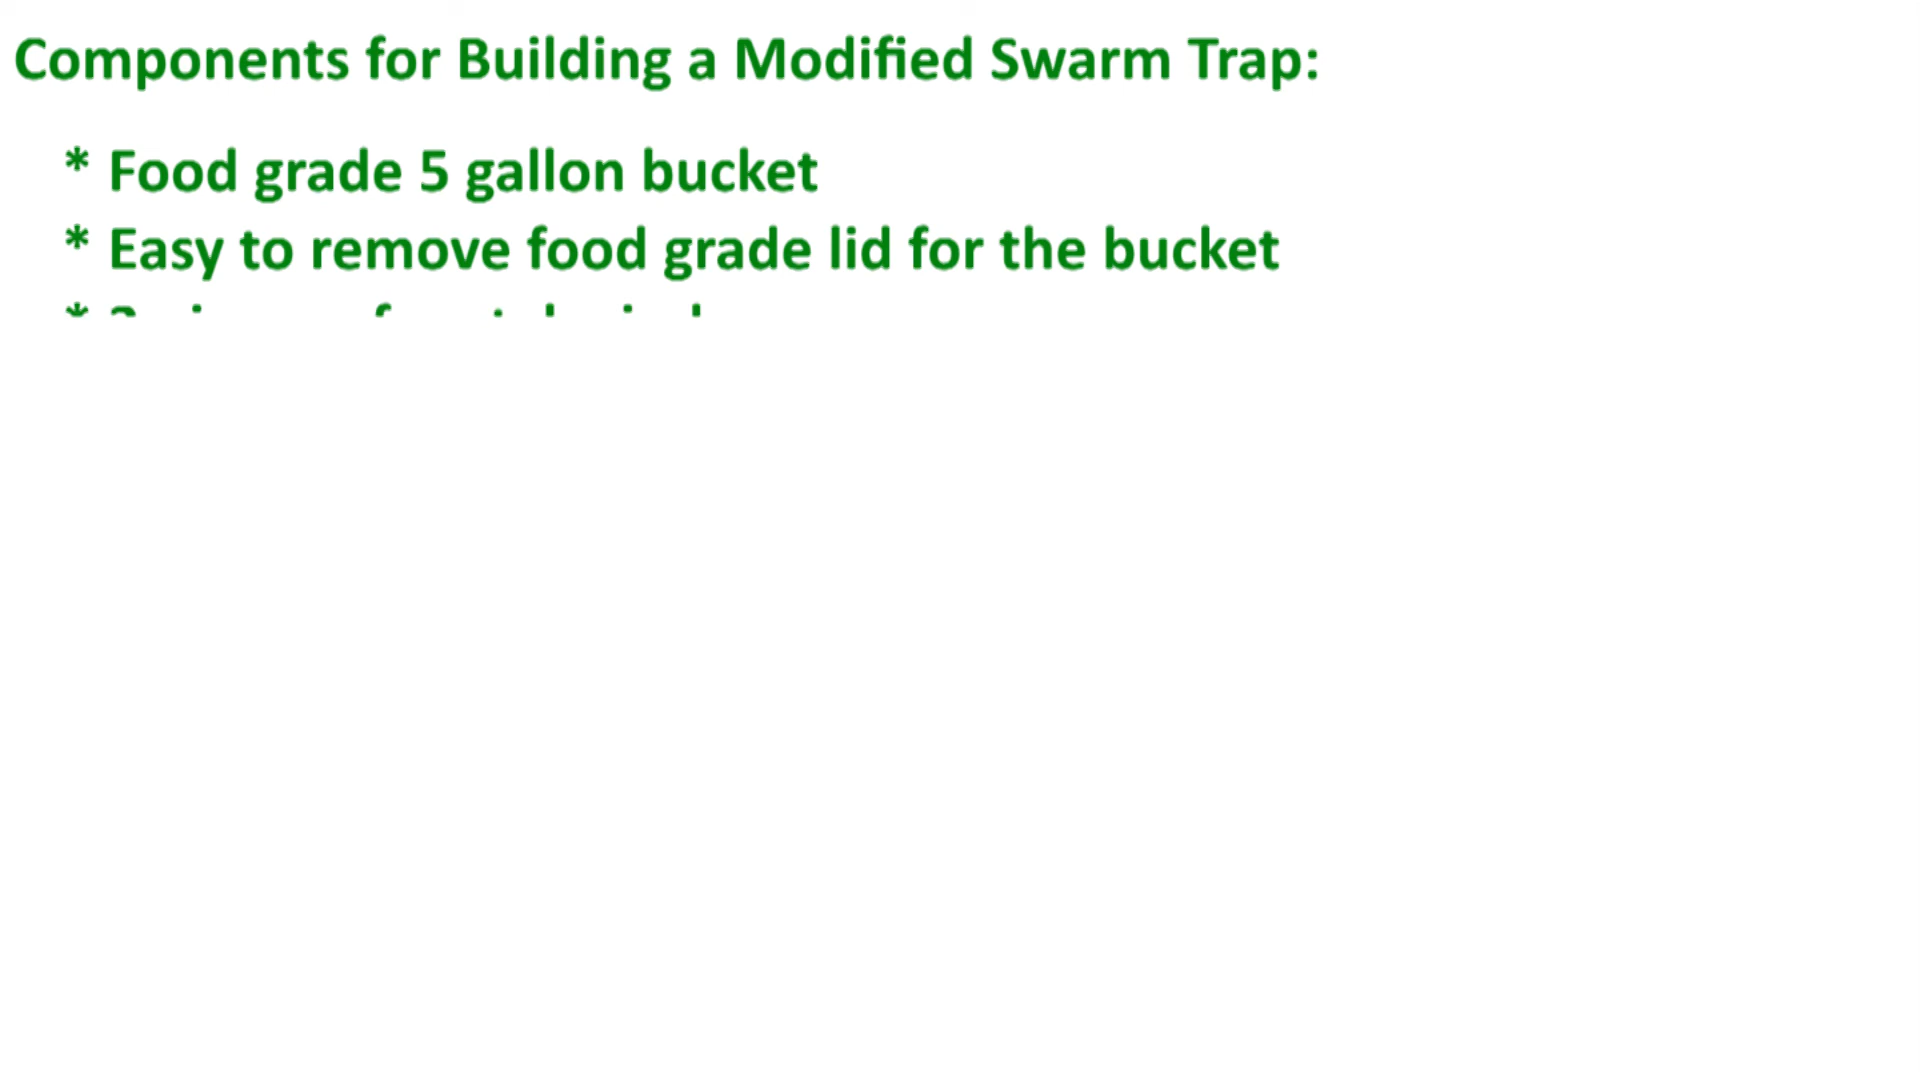 Components for Building a Modified Swarm Trap:
* Food grade 5 gallon bucket
* Easy to remove food grade lid for the bucket